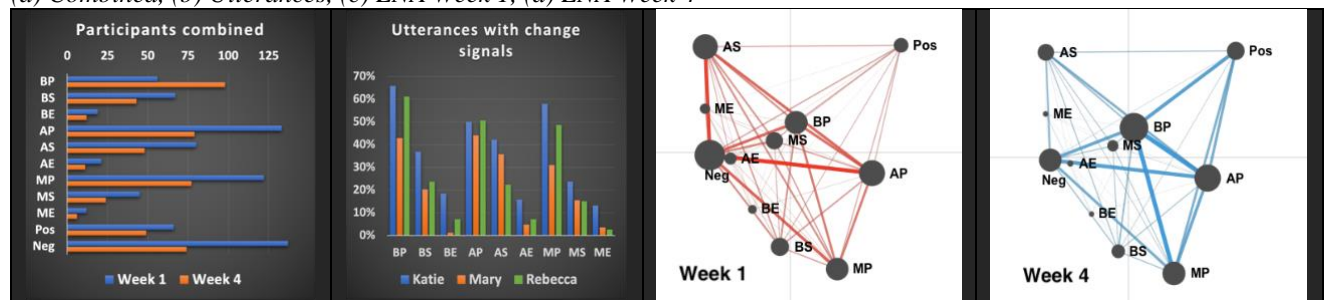 (a) Combined; (b) Utterances; (c) ENA Week 1; (d) ENA Week 4
Participants combined
0 25 50 75 100 125
BP
BS
BE
AP
AS
AE
MP
MS
ME
Pos
Neg
Week 1 Week 4
Utterances with change
signals
70%
60%
50%
40%
30%
20%
10%
0%
BP BS BE AP AS AE MP MS ME
Katie Mary Rebecca
AS
Pos
ME
BP
MS
AE
Neg
AP
BE
BS
MP
Week 1
AS
Pos
ME
BP
MS
AE
Neg
AP
BE
BS
MP
Week 4